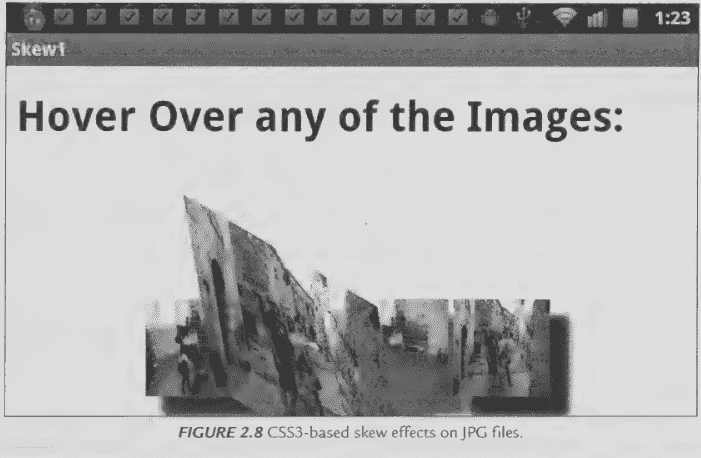 1:23
Skew1
Hover Over any of the Images:
FIGURE 2.8 CSS3-based skew effects on JPG files.